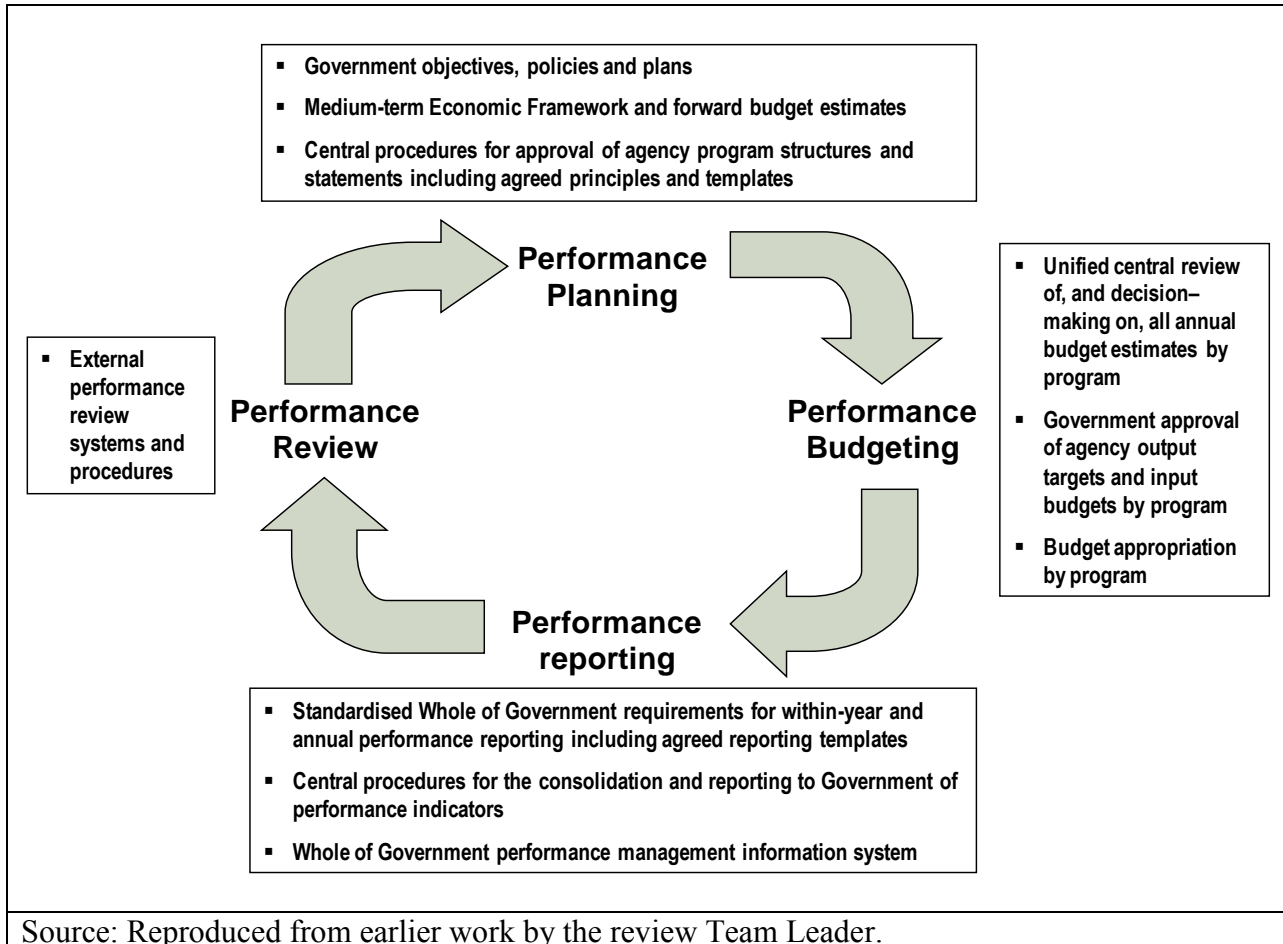 ▪ Government objectives, policies and plans
▪ Medium-term Economic Framework and forward budget estimates
▪ Central procedures for approval of agency program structures and
statements including agreed principles and templates
Performance
Planning
▪ Unified central review
of, and decision–
making on, all annual
budget estimates by
program
▪ Government approval
of agency output
targets and input
budgets by program
▪ Budget appropriation
by program
▪ External
performance
review
systems and
procedures
Performance
Review
Performance
Budgeting
Performance
reporting
▪ Standardised Whole of Government requirements for within-year and
annual performance reporting including agreed reporting templates
▪ Central procedures for the consolidation and reporting to Government of
performance indicators
▪ Whole of Government performance management information system
Source: Reproduced from earlier work by the review Team Leader.